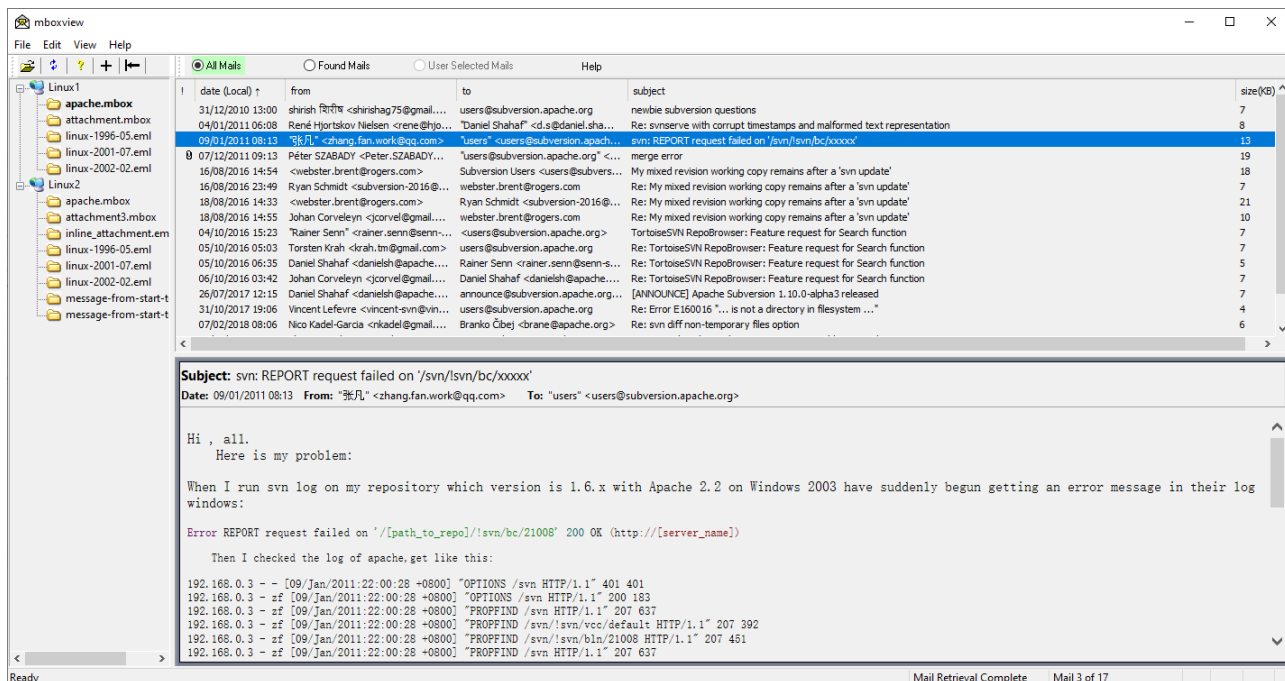 mboxview
File Edit View Help
All Mails Found Mails User Selected Mails Help
Linux1
apache.mbox
attachment.mbox
linux-1996-05.eml
linux-2001-07.eml
linux-2002-02.eml
Linux2
apache.mbox
attachment3.mbox
inline_attachment.em
linux-1996-05.eml
linux-2001-07.eml
linux-2002-02.eml
message-from-start-t
message-from-start-t
! date (Local) ↑ from to subject size(KB)
31/12/2010 13:00 shirish शिरीष <shirishag75@gmail.... users@subversion.apache.org newbie subversion questions 7
04/01/2011 06:08 René Hjortskov Nielsen <rene@hjo... "Daniel Shahaf" <d.s@daniel.sha... Re: svnserve with corrupt timestamps and malformed text representation 8
09/01/2011 08:13 "张凡" <zhang.fan.work@qq.com> "users" <users@subversion.apach... svn: REPORT request failed on '/svn/!svn/bc/xxxxx' 13
07/12/2011 09:13 Péter SZABADY <Peter.SZABADY... "users@subversion.apache.org" <... merge error 19
16/08/2016 14:54 <webster.brent@rogers.com> Subversion Users <users@subvers... My mixed revision working copy remains after a 'svn update' 18
16/08/2016 23:49 Ryan Schmidt <subversion-2016@... webster.brent@rogers.com Re: My mixed revision working copy remains after a 'svn update' 7
18/08/2016 14:33 <webster.brent@rogers.com> Ryan Schmidt <subversion-2016@... Re: My mixed revision working copy remains after a 'svn update' 21
18/08/2016 14:55 Johan Corveleyn <jcorvel@gmail.... webster.brent@rogers.com Re: My mixed revision working copy remains after a 'svn update' 10
04/10/2016 15:23 "Rainer Senn" <rainer.senn@senn-... <users@subversion.apache.org> TortoiseSVN RepoBrowser: Feature request for Search function 7
05/10/2016 05:03 Torsten Krah <krah.tm@gmail.com> users@subversion.apache.org Re: TortoiseSVN RepoBrowser: Feature request for Search function 7
05/10/2016 06:35 Daniel Shahaf <danielsh@apache.... Rainer Senn <rainer.senn@senn-s... Re: TortoiseSVN RepoBrowser: Feature request for Search function 5
06/10/2016 03:42 Johan Corveleyn <jcorvel@gmail.... Daniel Shahaf <danielsh@apache.... Re: TortoiseSVN RepoBrowser: Feature request for Search function 7
26/07/2017 12:15 Daniel Shahaf <danielsh@apache.... announce@subversion.apache.org... [ANNOUNCE] Apache Subversion 1.10.0-alpha3 released 7
31/10/2017 19:06 Vincent Lefevre <vincent-svn@vin... users@subversion.apache.org Re: Error E160016 "... is not a directory in filesystem ..." 4
07/02/2018 08:06 Nico Kadel-Garcia <nkadel@gmail.... Branko Čibej <brane@apache.org> Re: svn diff non-temporary files option 6
Subject: svn: REPORT request failed on '/svn/!svn/bc/xxxxx'
Date: 09/01/2011 08:13 From: "张凡" <zhang.fan.work@qq.com> To: "users" <users@subversion.apache.org>
Hi , all.
Here is my problem:
When I run svn log on my repository which version is 1.6.x with Apache 2.2 on Windows 2003 have suddenly begun getting an error message in their log
windows:
Error REPORT request failed on '/[path_to_repo]/!svn/bc/21008' 200 OK (http://[server_name])
Then I checked the log of apache,get like this:
192.168.0.3 - - [09/Jan/2011:22:00:28 +0800] "OPTIONS /svn HTTP/1.1" 401 401
192.168.0.3 - zf [09/Jan/2011:22:00:28 +0800] "OPTIONS /svn HTTP/1.1" 200 183
192.168.0.3 - zf [09/Jan/2011:22:00:28 +0800] "PROPFIND /svn HTTP/1.1" 207 637
192.168.0.3 - zf [09/Jan/2011:22:00:28 +0800] "PROPFIND /svn/!svn/vcc/default HTTP/1.1" 207 392
192.168.0.3 - zf [09/Jan/2011:22:00:28 +0800] "PROPFIND /svn/!svn/bln/21008 HTTP/1.1" 207 451
192.168.0.3 - zf [09/Jan/2011:22:00:28 +0800] "PROPFIND /svn HTTP/1.1" 207 637
Ready Mail Retrieval Complete Mail 3 of 17